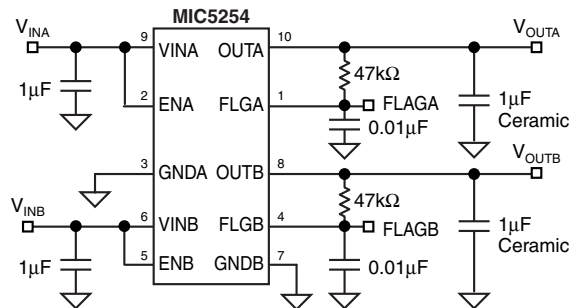 MIC5254
VINA
9
VINA
OUTA
10
VOUTA
1µF
47kΩ
2
ENA
FLGA
1
FLAGA
0.01µF
1µF
Ceramic
3
GNDA
OUTB
8
VOUTB
VINB
6
VINB
FLGB
4
47kΩ
FLAGB
1µF
5
ENB
GNDB
7
0.01µF
1µF
Ceramic